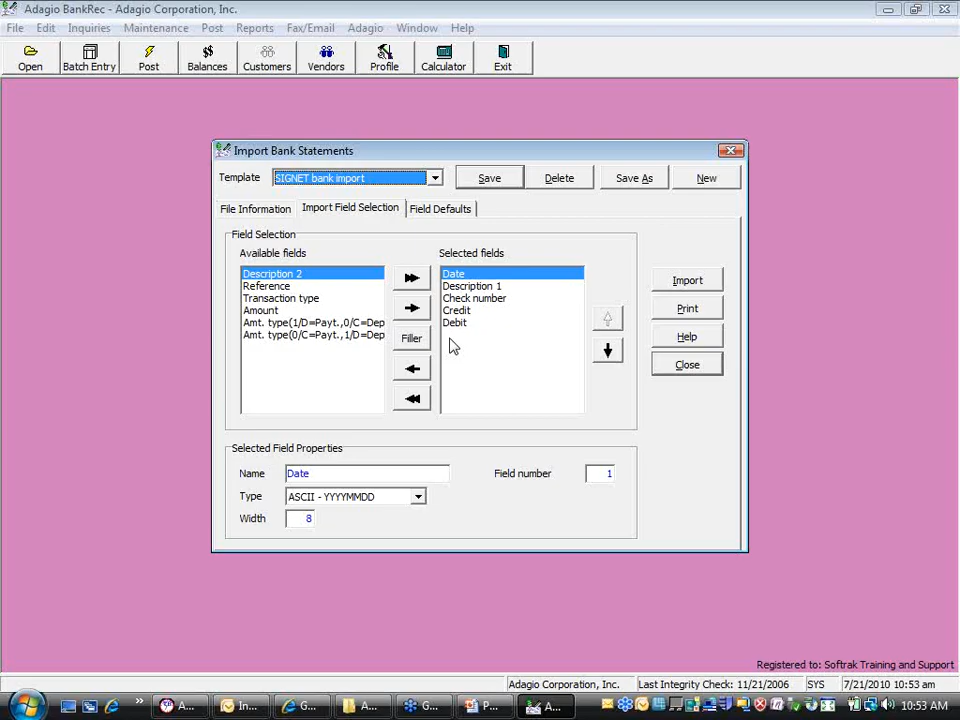 Adagio BankRec - Adagio Corporation, Inc.
File Edit Inquiries Maintenance Post Reports Fax/Email Adagio Window Help
Open Batch Entry Post Balances Customers Vendors Profile Calculator Exit
Import Bank Statements
Template SIGNET bank import Save Delete Save As New
File Information Import Field Selection Field Defaults
Field Selection
Available fields Selected fields
Description 2 Date
Reference Description 1
Transaction type Check number
Amount Credit
Amt. type(1/D=Payt.,0/C=Dep Debit
Amt. type(0/C=Payt.,1/D=Dep
Filler
Import
Print
Help
Close
Selected Field Properties
Name Date Field number 1
Type ASCII - YYYYMMDD
Width 8
Registered to: Softrak Training and Support
Adagio Corporation, Inc. Last Integrity Check: 11/21/2006 SYS 7/21/2010 10:53 am
A... In... G... A... G... P... A... 10:53 AM